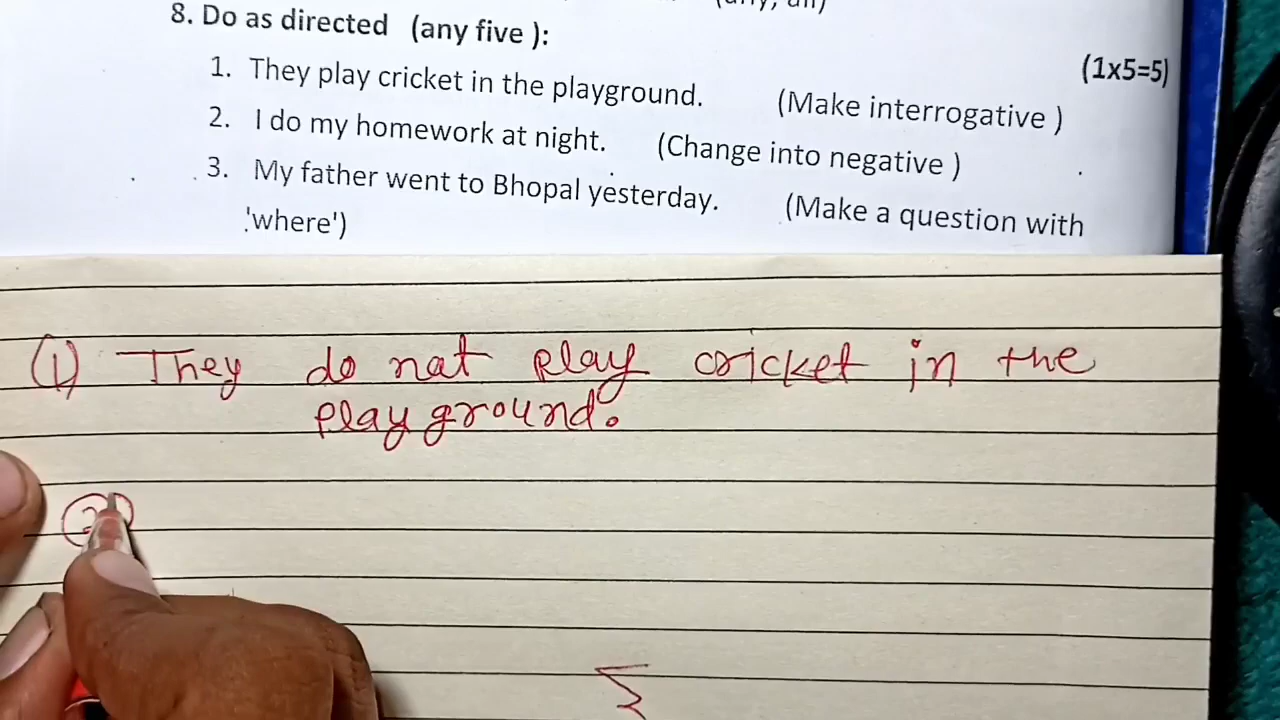 8. Do as directed (any five ):
(1x5=5)
1. They play cricket in the playground. (Make interrogative )
2. I do my homework at night. (Change into negative )
3. My father went to Bhopal yesterday. (Make a question with
'where')
(1) They do nat play cricket in the
playground.
2